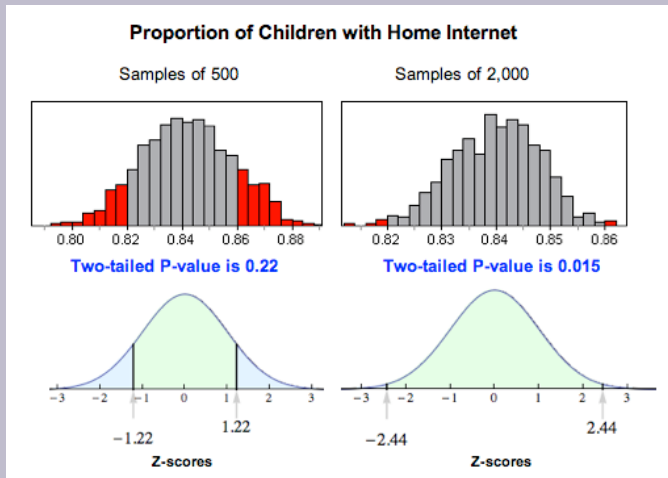 Proportion of Children with Home Internet
Samples of 500
Samples of 2,000
0.80 0.82 0.84 0.86 0.88
0.82 0.83 0.84 0.85 0.86
Two-tailed P-value is 0.22
Two-tailed P-value is 0.015
-3 -2 -1 0 1 2 3
-3 -2 -1 0 1 2 3
−1.22
1.22
−2.44
2.44
Z-scores
Z-scores